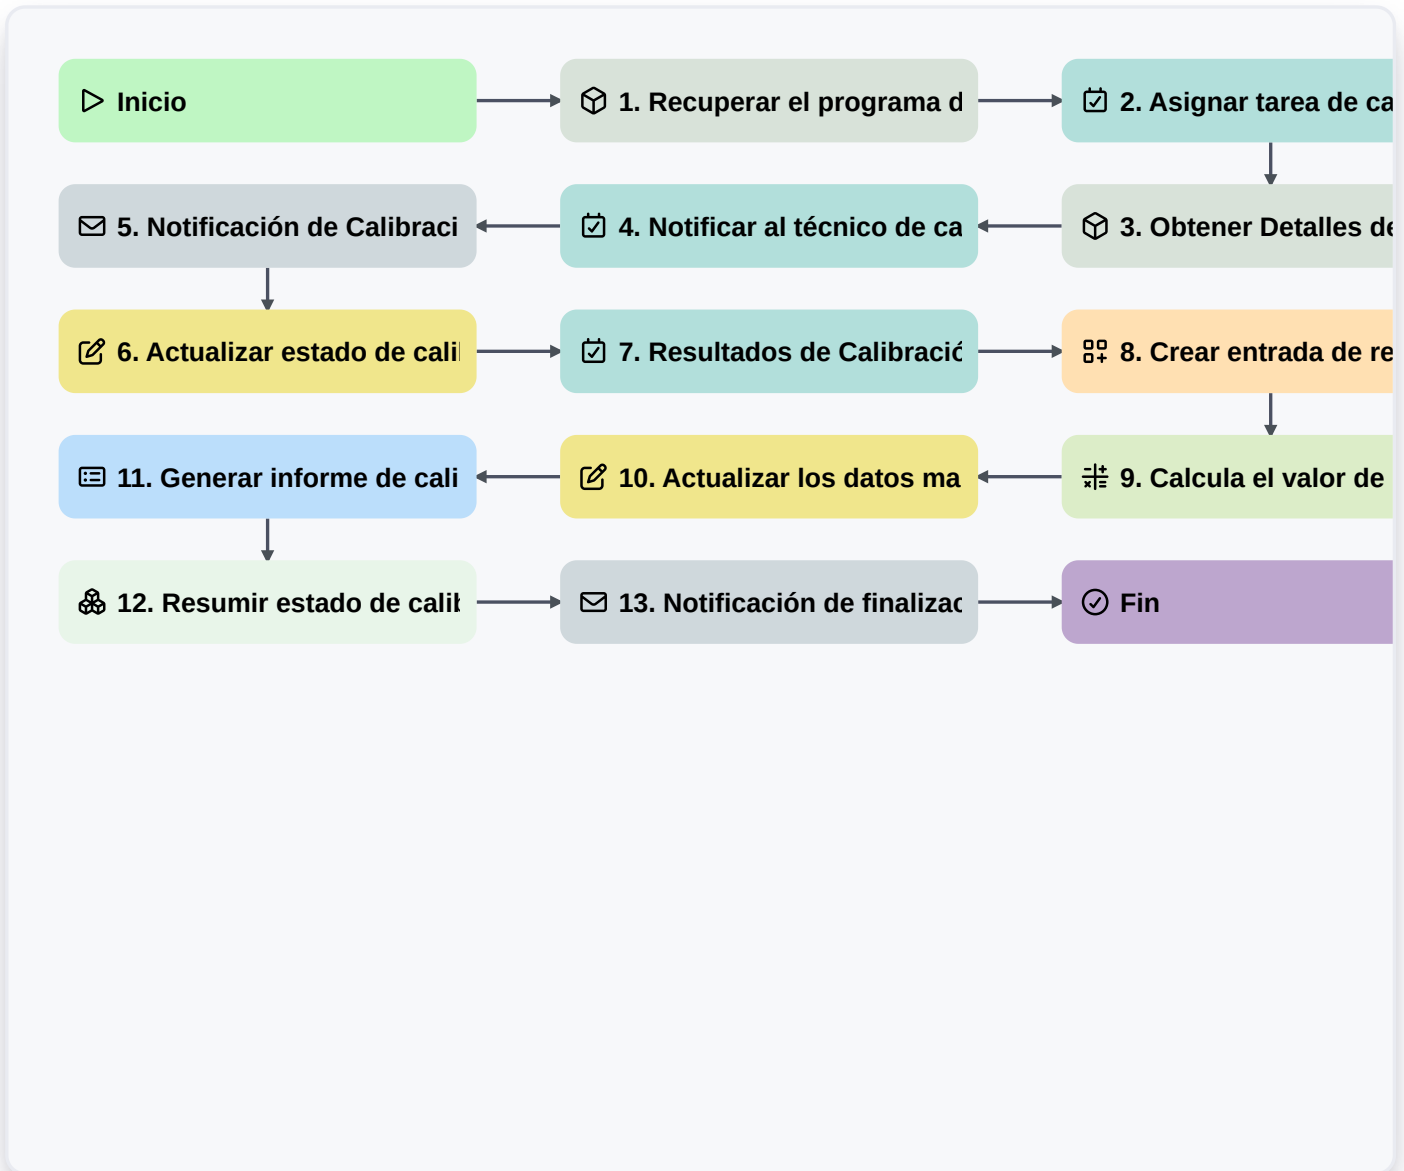 Inicio
1. Recuperar el programa d
2. Asignar tarea de ca
5. Notificación de Calibraci
4. Notificar al técnico de ca
3. Obtener Detalles de
6. Actualizar estado de cali
7. Resultados de Calibració
8. Crear entrada de re
11. Generar informe de cali
10. Actualizar los datos ma
9. Calcula el valor de
12. Resumir estado de calib
13. Notificación de finalizac
Fin